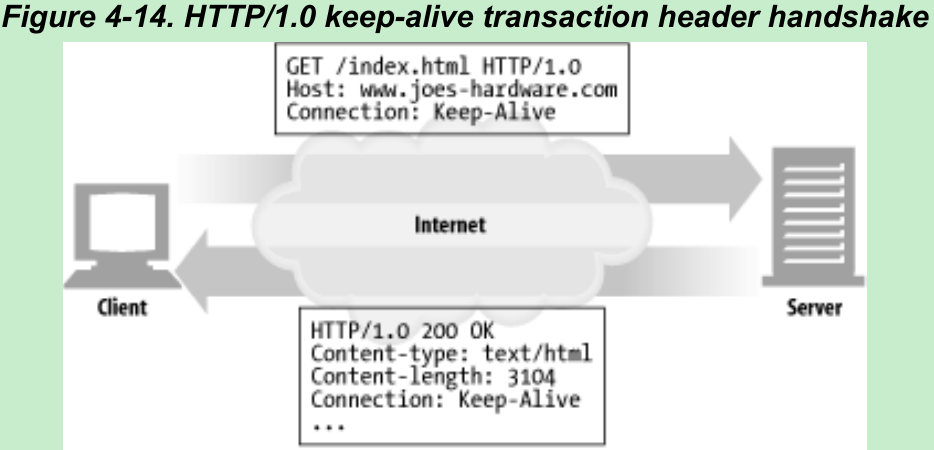 Figure 4-14. HTTP/1.0 keep-alive transaction header handshake
GET /index.html HTTP/1.0
Host: www.joes-hardware.com
Connection: Keep-Alive
Internet
Client
Server
HTTP/1.0 200 OK
Content-type: text/html
Content-length: 3104
Connection: Keep-Alive
...